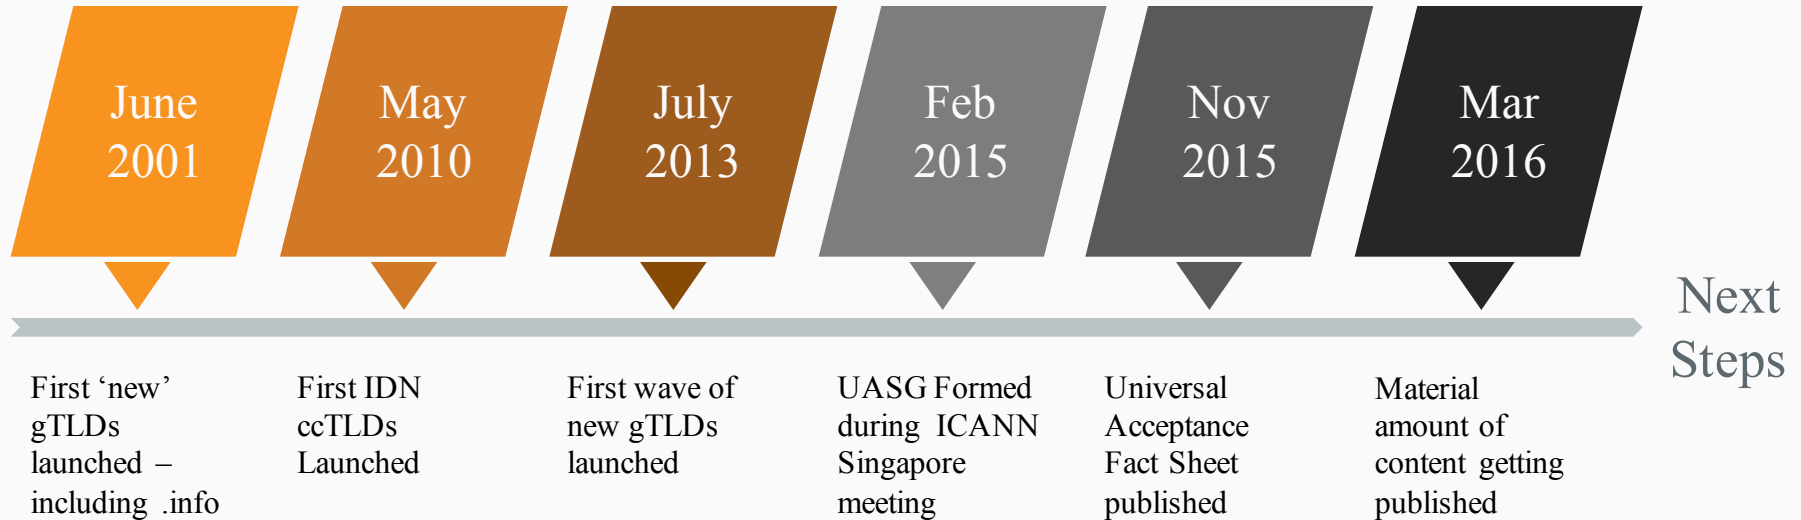 June
2001
May
2010
July
2013
Feb
2015
Nov
2015
Mar
2016
Next
Steps
First ‘new’
gTLDs
launched –
including .info
First IDN
ccTLDs
Launched
First wave of
new gTLDs
launched
UASG Formed
during ICANN
Singapore
meeting
Universal
Acceptance
Fact Sheet
published
Material
amount of
content getting
published